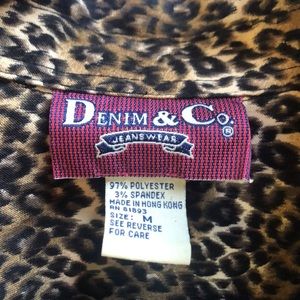 DENIM & CO.®
JEANSWEAR
97% POLYESTER
3% SPANDEX
MADE IN HONG KONG
RN 81893
SIZE: M
SEE REVERSE
FOR CARE